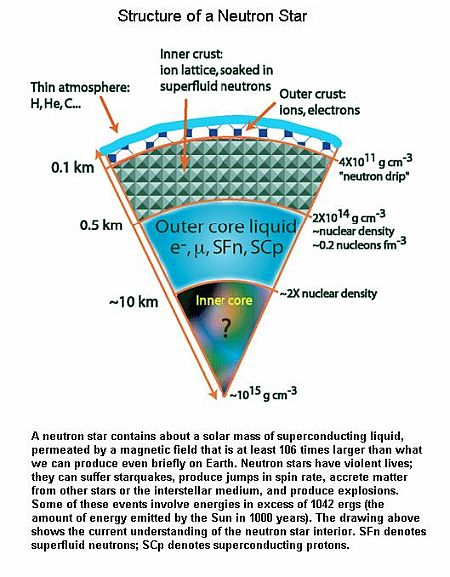 Structure of a Neutron Star
Inner crust:
ion lattice, soaked in
superfluid neutrons
Thin atmosphere:
H, He, C...
Outer crust:
ions, electrons
0.1 km
4X10¹¹ g cm⁻³
"neutron drip"
0.5 km
2X10¹⁴ g cm⁻³
~nuclear density
~0.2 nucleons fm⁻³
Outer core liquid
e⁻, μ, SFn, SCp
~10 km
Inner core
?
~2X nuclear density
~10¹⁵ g cm⁻³
A neutron star contains about a solar mass of superconducting liquid,
permeated by a magnetic field that is at least 106 times larger than what
we can produce even briefly on Earth. Neutron stars have violent lives;
they can suffer starquakes, produce jumps in spin rate, accrete matter
from other stars or the interstellar medium, and produce explosions.
Some of these events involve energies in excess of 1042 ergs (the
amount of energy emitted by the Sun in 1000 years). The drawing above
shows the current understanding of the neutron star interior. SFn denotes
superfluid neutrons; SCp denotes superconducting protons.